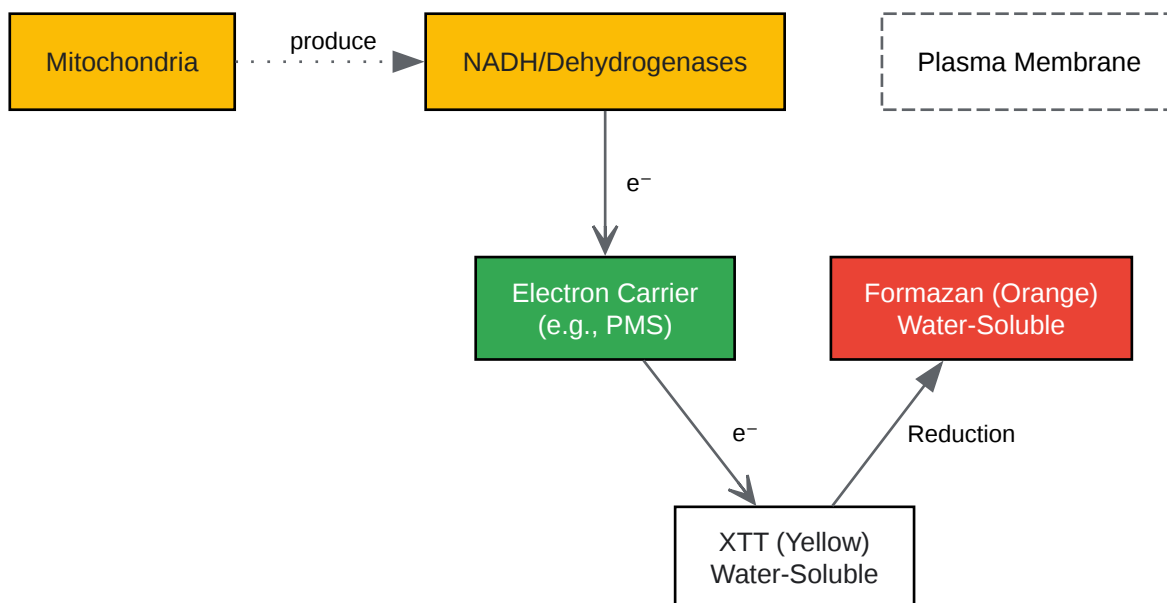 Mitochondria
produce
NADH/Dehydrogenases
Plasma Membrane
e⁻
Electron Carrier
(e.g., PMS)
Formazan (Orange)
Water-Soluble
e⁻
Reduction
XTT (Yellow)
Water-Soluble